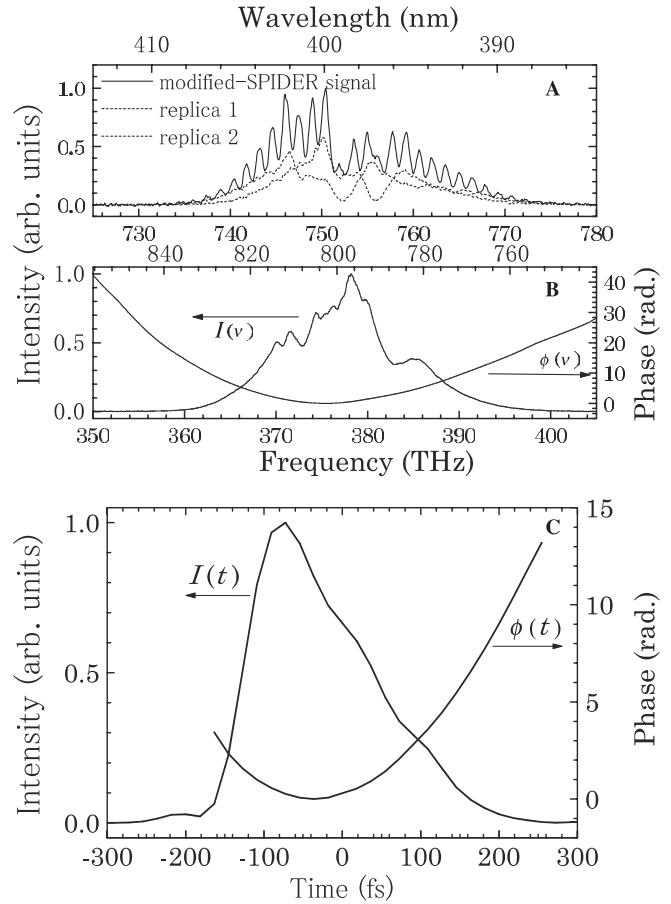 Wavelength (nm)
410 400 390
modified-SPIDER signal
replica 1
replica 2
A
1.0
0.5
0.0
730 740 750 760 770 780
840 820 800 790 780 760
Intensity (arb. units)
B
1.0
0.5
0.0
I(ν)
ϕ(ν)
40
30
20
10
0
Phase (rad.)
350 360 370 380 390 400
Frequency (THz)
C
1.0
0.5
0.0
Intensity (arb. units)
I(t)
ϕ(t)
15
10
5
0
Phase (rad.)
-300 -200 -100 0 100 200 300
Time (fs)